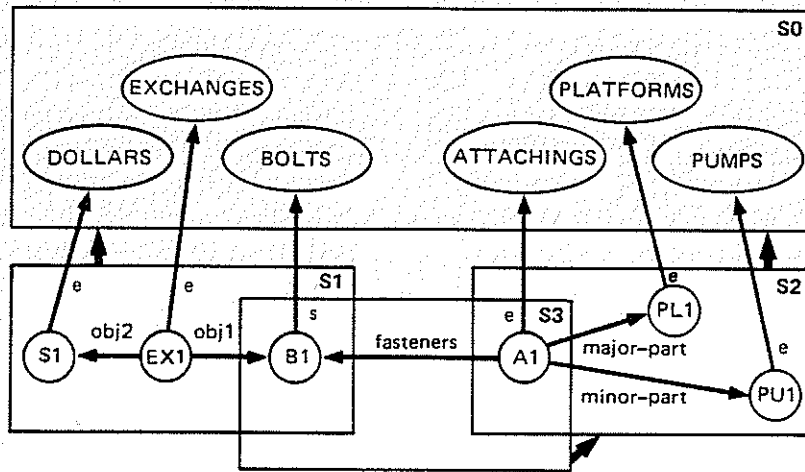 S0
EXCHANGES
PLATFORMS
DOLLARS
BOLTS
ATTACHINGS
PUMPS
e
e
S1
s
e
S3
e
S2
S1
obj2
EX1
obj1
B1
fasteners
A1
major-part
PL1
minor-part
e
PU1